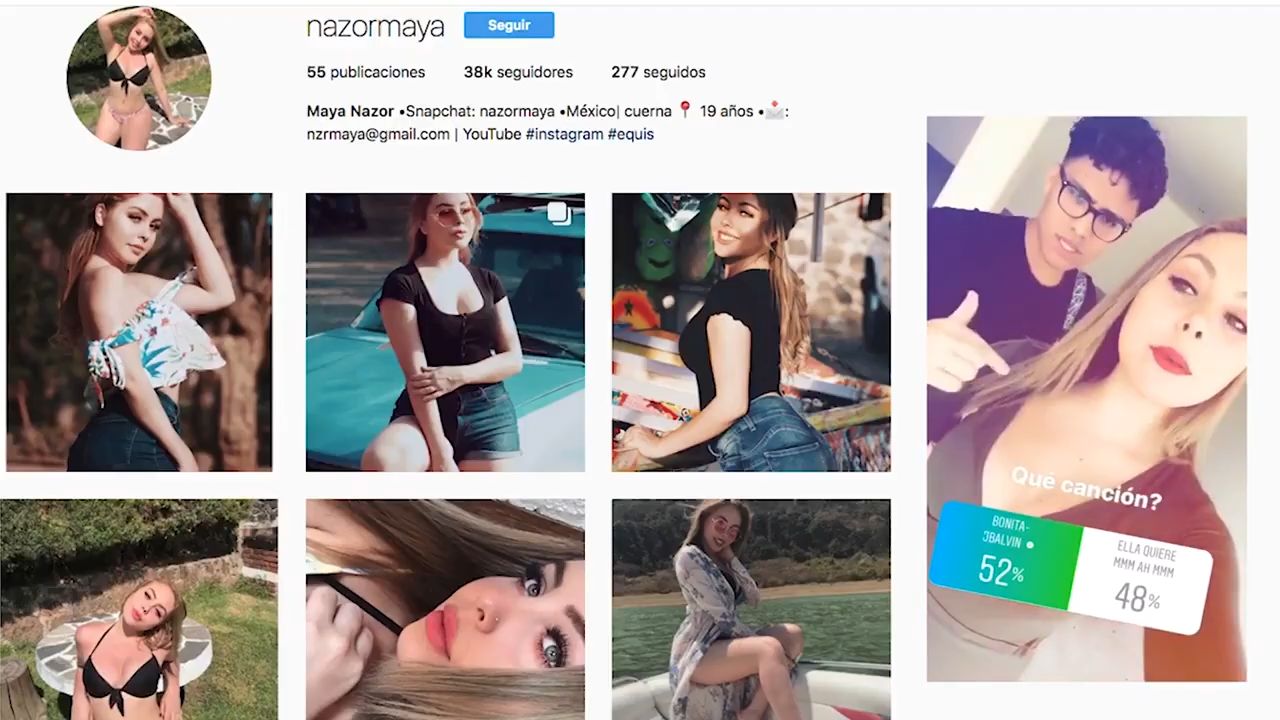 nazormaya Seguir
55 publicaciones 38k seguidores 277 seguidos
Maya Nazor •Snapchat: nazormaya •México| cuerna 📍 19 años •📩:
nzrmaya@gmail.com | YouTube #instagram #equis
Qué canción?
BONITA-
JBALVIN
52%
ELLA QUIERE
MMM AH MMM
48%